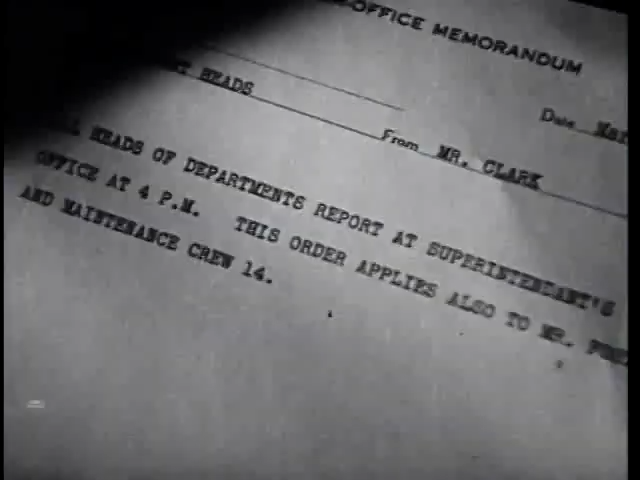 -OFFICE MEMORANDUM
HEADS
Date
From MR. CLARK
HEADS OF DEPARTMENTS REPORT AT SUPERINTENDANT'S
OFFICE AT 4 P.M. THIS ORDER APPLIES ALSO TO MR.
AND MAINTENANCE CREW 14.